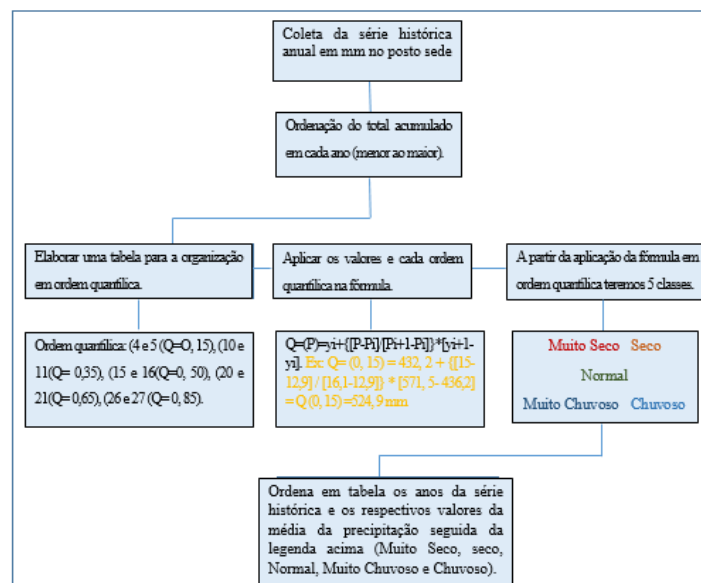 Coleta da série histórica
anual em mm no posto sede
Ordenação do total acumulado
em cada ano (menor ao maior).
Elaborar uma tabela para a organização
em ordem quantílica.
Aplicar os valores e cada ordem
quantílica na fórmula.
A partir da aplicação da fórmula em
ordem quantílica teremos 5 classes.
Ordem quantílica: (4 e 5 (Q=O, 15), (10 e
11(Q= 0,35), (15 e 16(Q=0, 50), (20 e
21(Q= 0,65), (26 e 27 (Q= 0, 85).
Q=(P)=yi+{[P-Pi]/[Pi+1-Pi]}*[yi+1-
yi]. Ex: Q= (0, 15) = 432, 2 + {[15-
12,9] / [16,1-12,9]} * [571, 5- 436,2]
= Q (0, 15) =524, 9 mm
Muito Seco Seco
Normal
Muito Chuvoso Chuvoso
Ordena em tabela os anos da série
histórica e os respectivos valores da
média da precipitação seguida da
legenda acima (Muito Seco, seco,
Normal, Muito Chuvoso e Chuvoso).